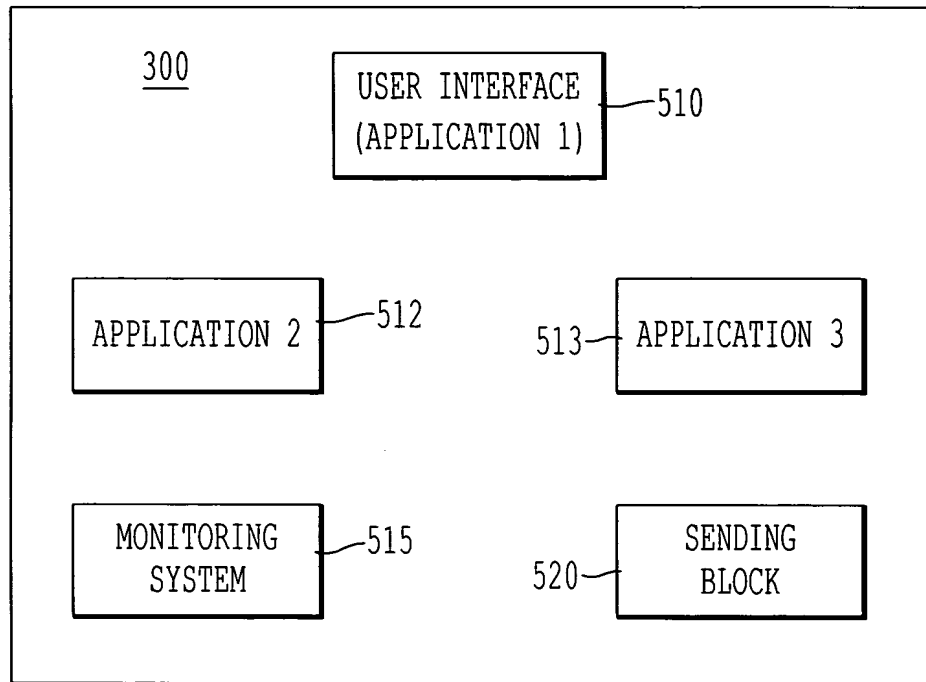 300
USER INTERFACE
(APPLICATION 1)
510
APPLICATION 2
512
513
APPLICATION 3
MONITORING
SYSTEM
515
520
SENDING
BLOCK